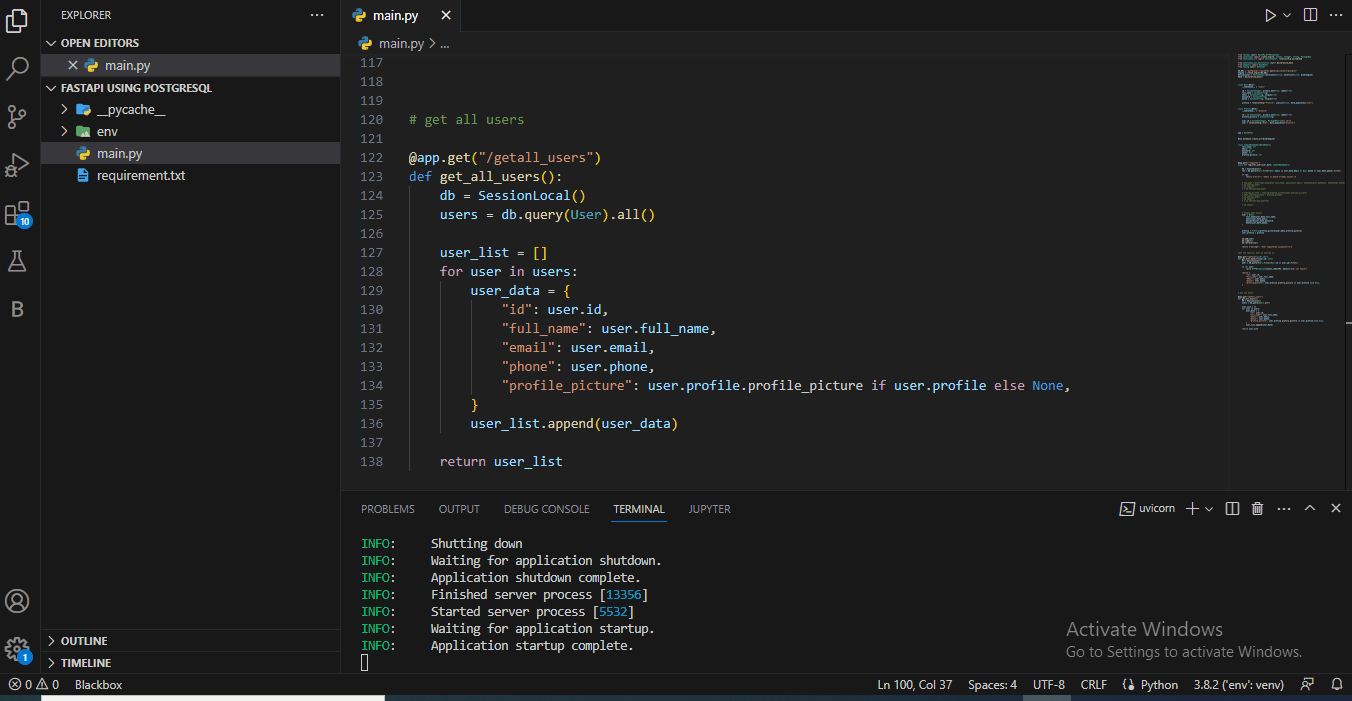 EXPLORER
OPEN EDITORS
main.py
FASTAPI USING POSTGRESQL
__pycache__
env
main.py
requirement.txt
OUTLINE
TIMELINE
10
B
1
main.py
main.py > ...
117
118
119
120 # get all users
121
122 @app.get("/getall_users")
123 def get_all_users():
124     db = SessionLocal()
125     users = db.query(User).all()
126
127     user_list = []
128     for user in users:
129         user_data = {
130             "id": user.id,
131             "full_name": user.full_name,
132             "email": user.email,
133             "phone": user.phone,
134             "profile_picture": user.profile.profile_picture if user.profile else None,
135         }
136         user_list.append(user_data)
137
138     return user_list
PROBLEMS OUTPUT DEBUG CONSOLE TERMINAL JUPYTER uvicorn
INFO: Shutting down
INFO: Waiting for application shutdown.
INFO: Application shutdown complete.
INFO: Finished server process [13356]
INFO: Started server process [5532]
INFO: Waiting for application startup.
INFO: Application startup complete.
Activate Windows
Go to Settings to activate Windows.
0 0 Blackbox Ln 100, Col 37 Spaces: 4 UTF-8 CRLF Python 3.8.2 ('env': venv)